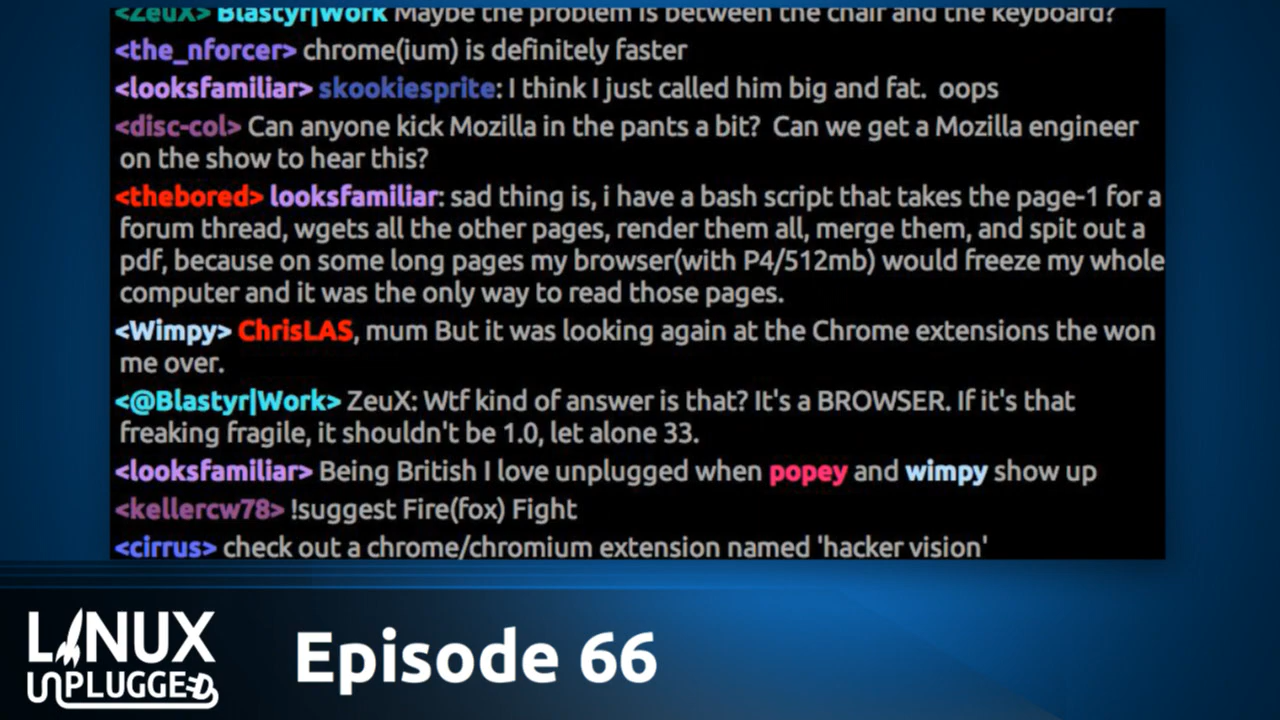 <ZeuX> Blastyr|Work Maybe the problem is between the chair and the keyboard?
<the_nforcer> chrome(ium) is definitely faster
<looksfamiliar> skookiesprite: I think I just called him big and fat.  oops
<disc-col> Can anyone kick Mozilla in the pants a bit?  Can we get a Mozilla engineer
on the show to hear this?
<thebored> looksfamiliar: sad thing is, i have a bash script that takes the page-1 for a
forum thread, wgets all the other pages, render them all, merge them, and spit out a
pdf, because on some long pages my browser(with P4/512mb) would freeze my whole
computer and it was the only way to read those pages.
<Wimpy> ChrisLAS, mum But it was looking again at the Chrome extensions the won
me over.
<@Blastyr|Work> ZeuX: Wtf kind of answer is that? It's a BROWSER. If it's that
freaking fragile, it shouldn't be 1.0, let alone 33.
<looksfamiliar> Being British I love unplugged when popey and wimpy show up
<kellercw78> !suggest Fire(fox) Fight
<cirrus> check out a chrome/chromium extension named 'hacker vision'
LINUX
UNPLUGGED
Episode 66